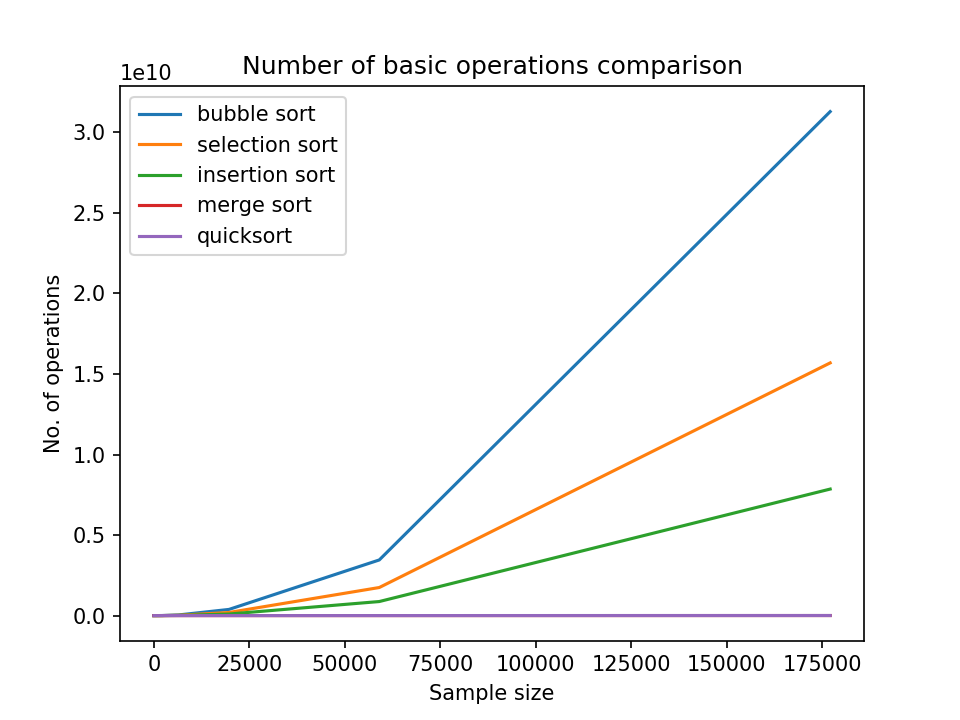 Number of basic operations comparison
1e10
bubble sort
selection sort
insertion sort
merge sort
quicksort
No. of operations
3.0
2.5
2.0
1.5
1.0
0.5
0.0
0 25000 50000 75000 100000 125000 150000 175000
Sample size